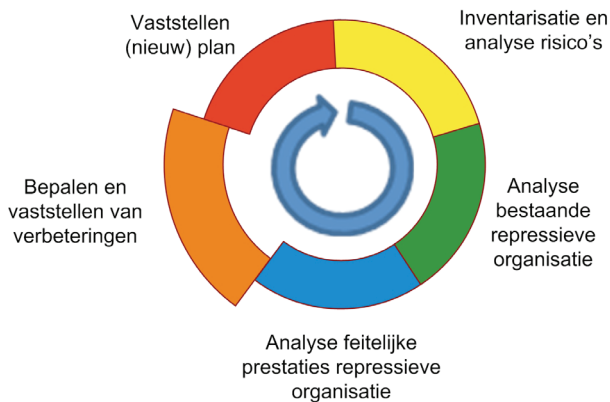 Vaststellen
(nieuw) plan
Inventarisatie en
analyse risico's
Analyse
bestaande
repressieve
organisatie
Analyse feitelijke
prestaties repressieve
organisatie
Bepalen en
vaststellen van
verbeteringen